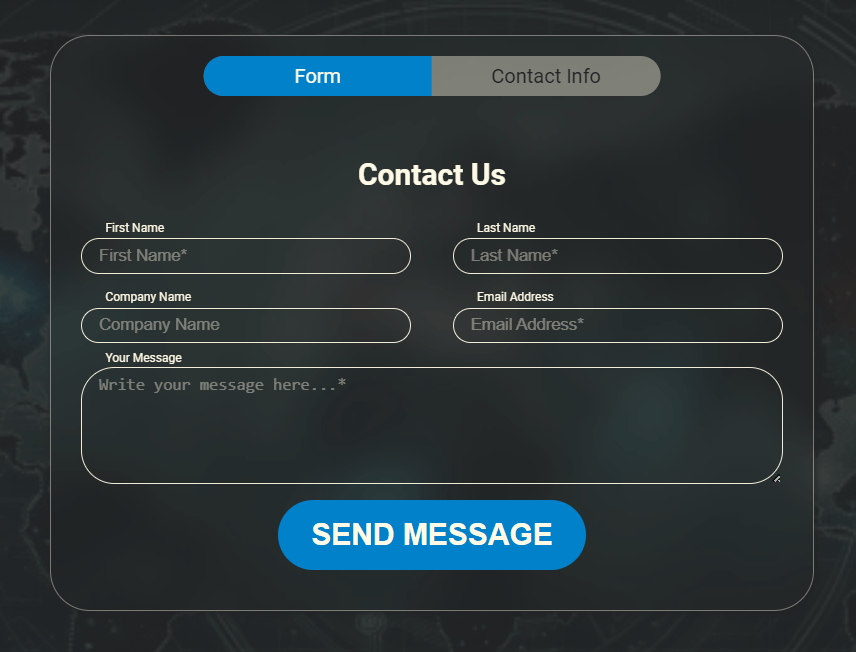 Form Contact Info
Contact Us
First Name Last Name
First Name* Last Name*
Company Name Email Address
Company Name Email Address*
Your Message
Write your message here...*
SEND MESSAGE